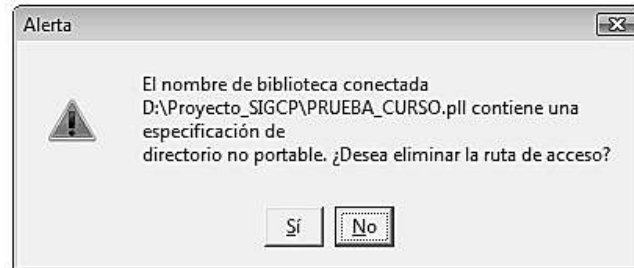 Alerta
El nombre de biblioteca conectada
D:\Proyecto_SIGCP\PRUEBA_CURSO.pll contiene una
especificación de
directorio no portable. ¿Desea eliminar la ruta de acceso?
Sí No